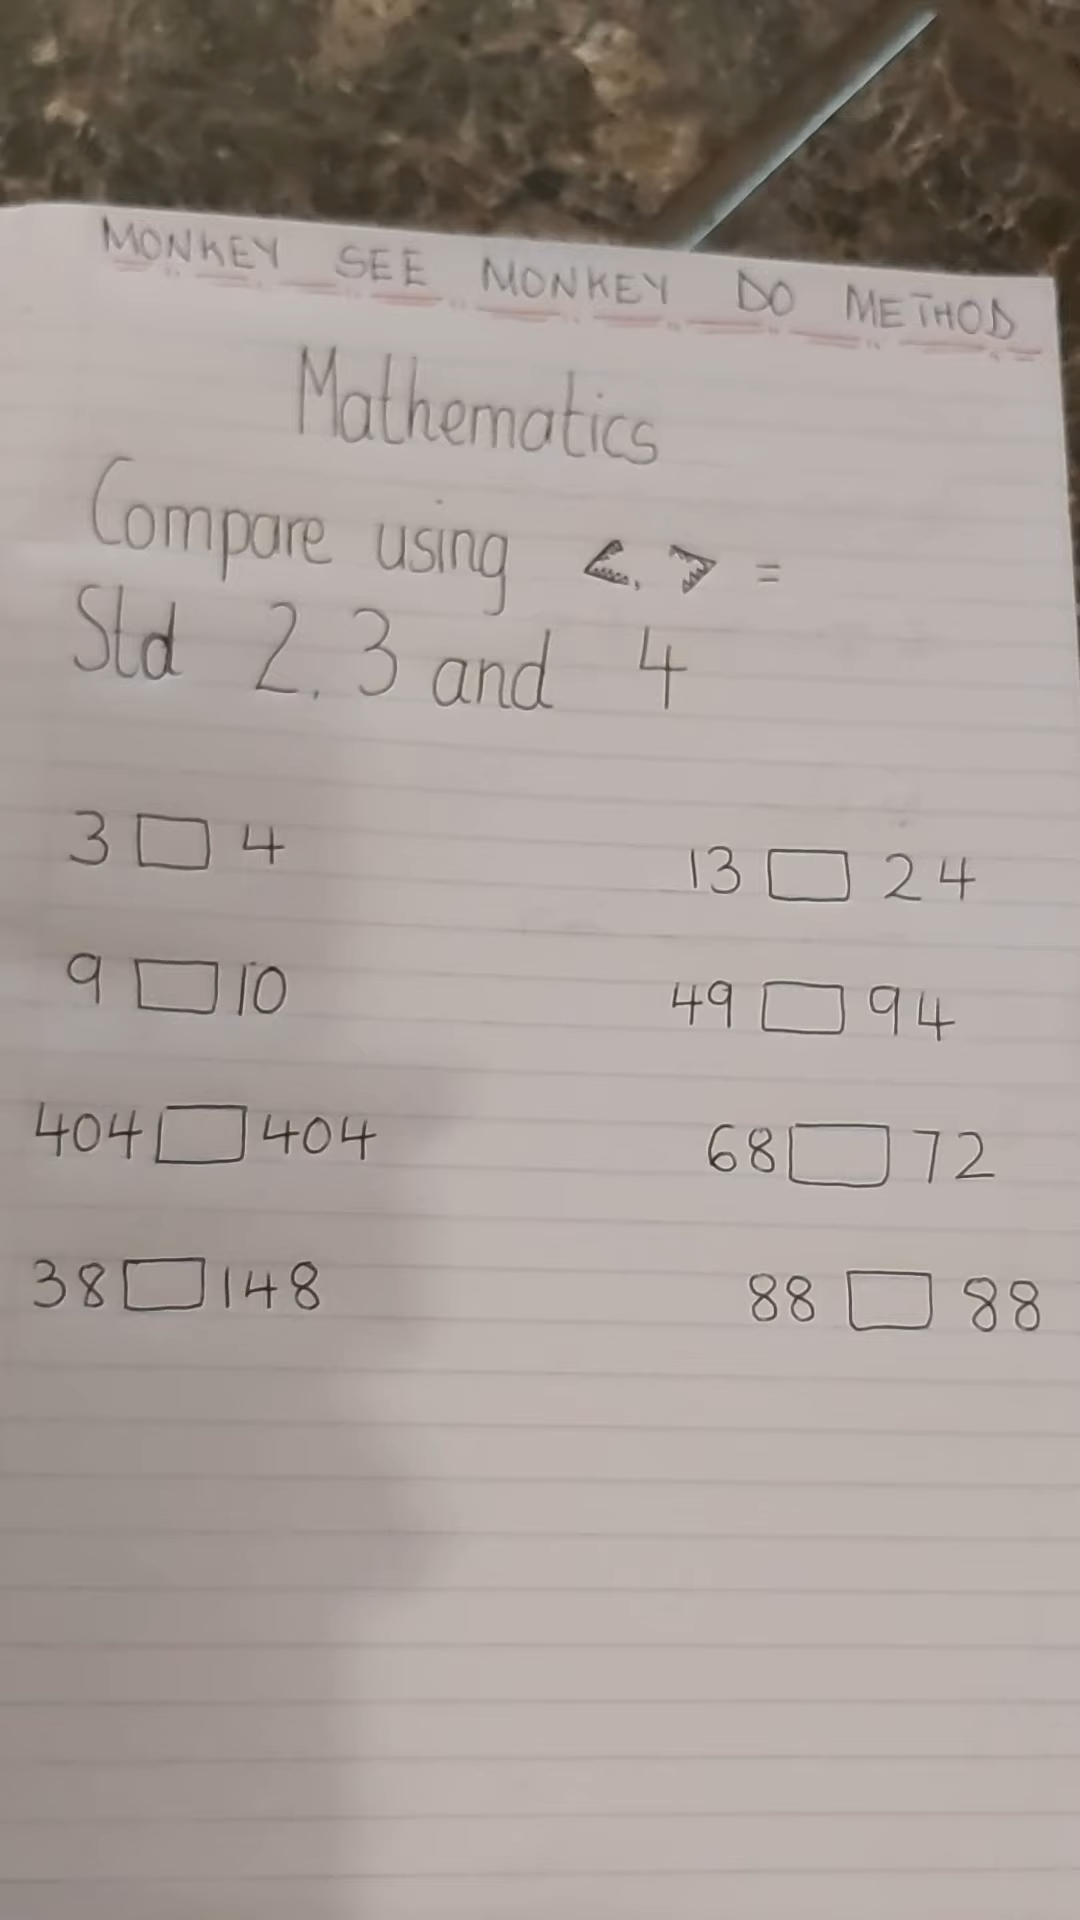 MONKEY SEE MONKEY DO METHOD
Mathematics
Compare using <, > =
Std 2, 3 and 4
3 □ 4 13 □ 24
9 □ 10 49 □ 94
404 □ 404 68 □ 72
38 □ 148 88 □ 88